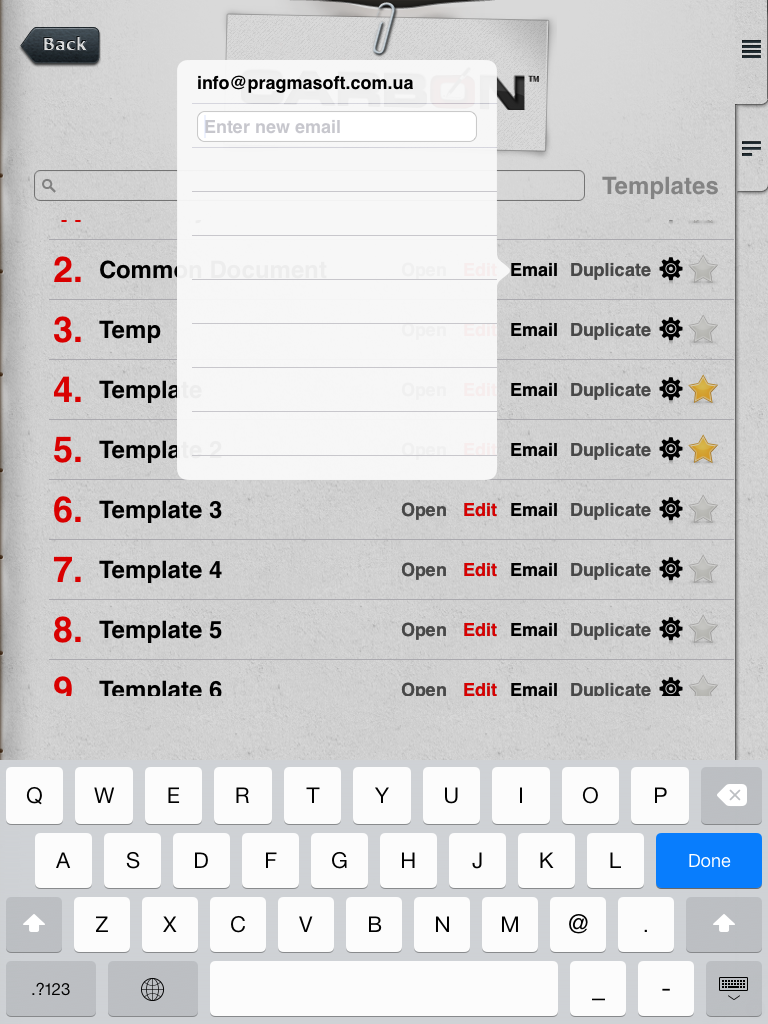 Back
info@pragmasoft.com.ua
CARBON™
Enter new email
Templates
2. Common Document Open Edit Email Duplicate
3. Temp Open Edit Email Duplicate
4. Template Edit Email Duplicate
5. Template 2 Open Edit Email Duplicate
6. Template 3 Open Edit Email Duplicate
7. Template 4 Open Edit Email Duplicate
8. Template 5 Open Edit Email Duplicate
9 Template 6 Open Edit Email Duplicate
Q W E R T Y U I O P
A S D F G H J K L Done
Z X C V B N M @ .
.?123 _ -